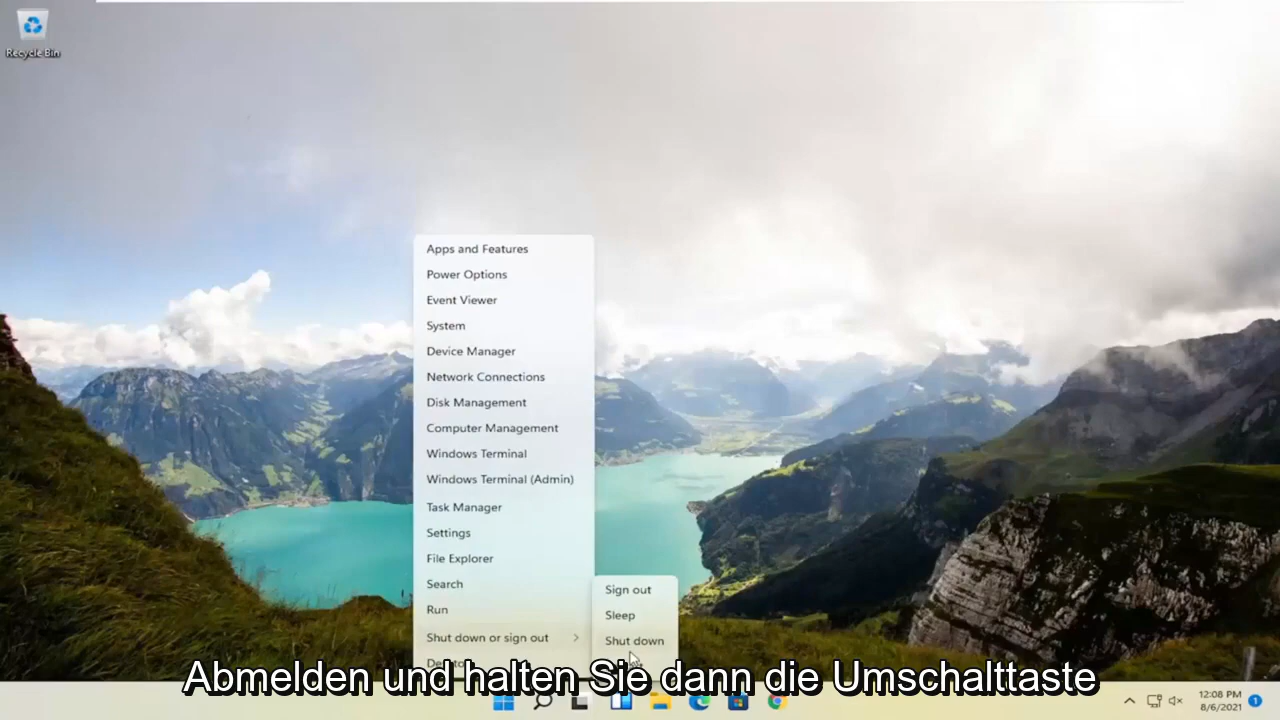 Recycle Bin
Apps and Features
Power Options
Event Viewer
System
Device Manager
Network Connections
Disk Management
Computer Management
Windows Terminal
Windows Terminal (Admin)
Task Manager
Settings
File Explorer
Search
Run
Shut down or sign out
Sign out
Sleep
Shut down
Abmelden und halten Sie dann die Umschalttaste
12:08 PM
8/6/2021
1